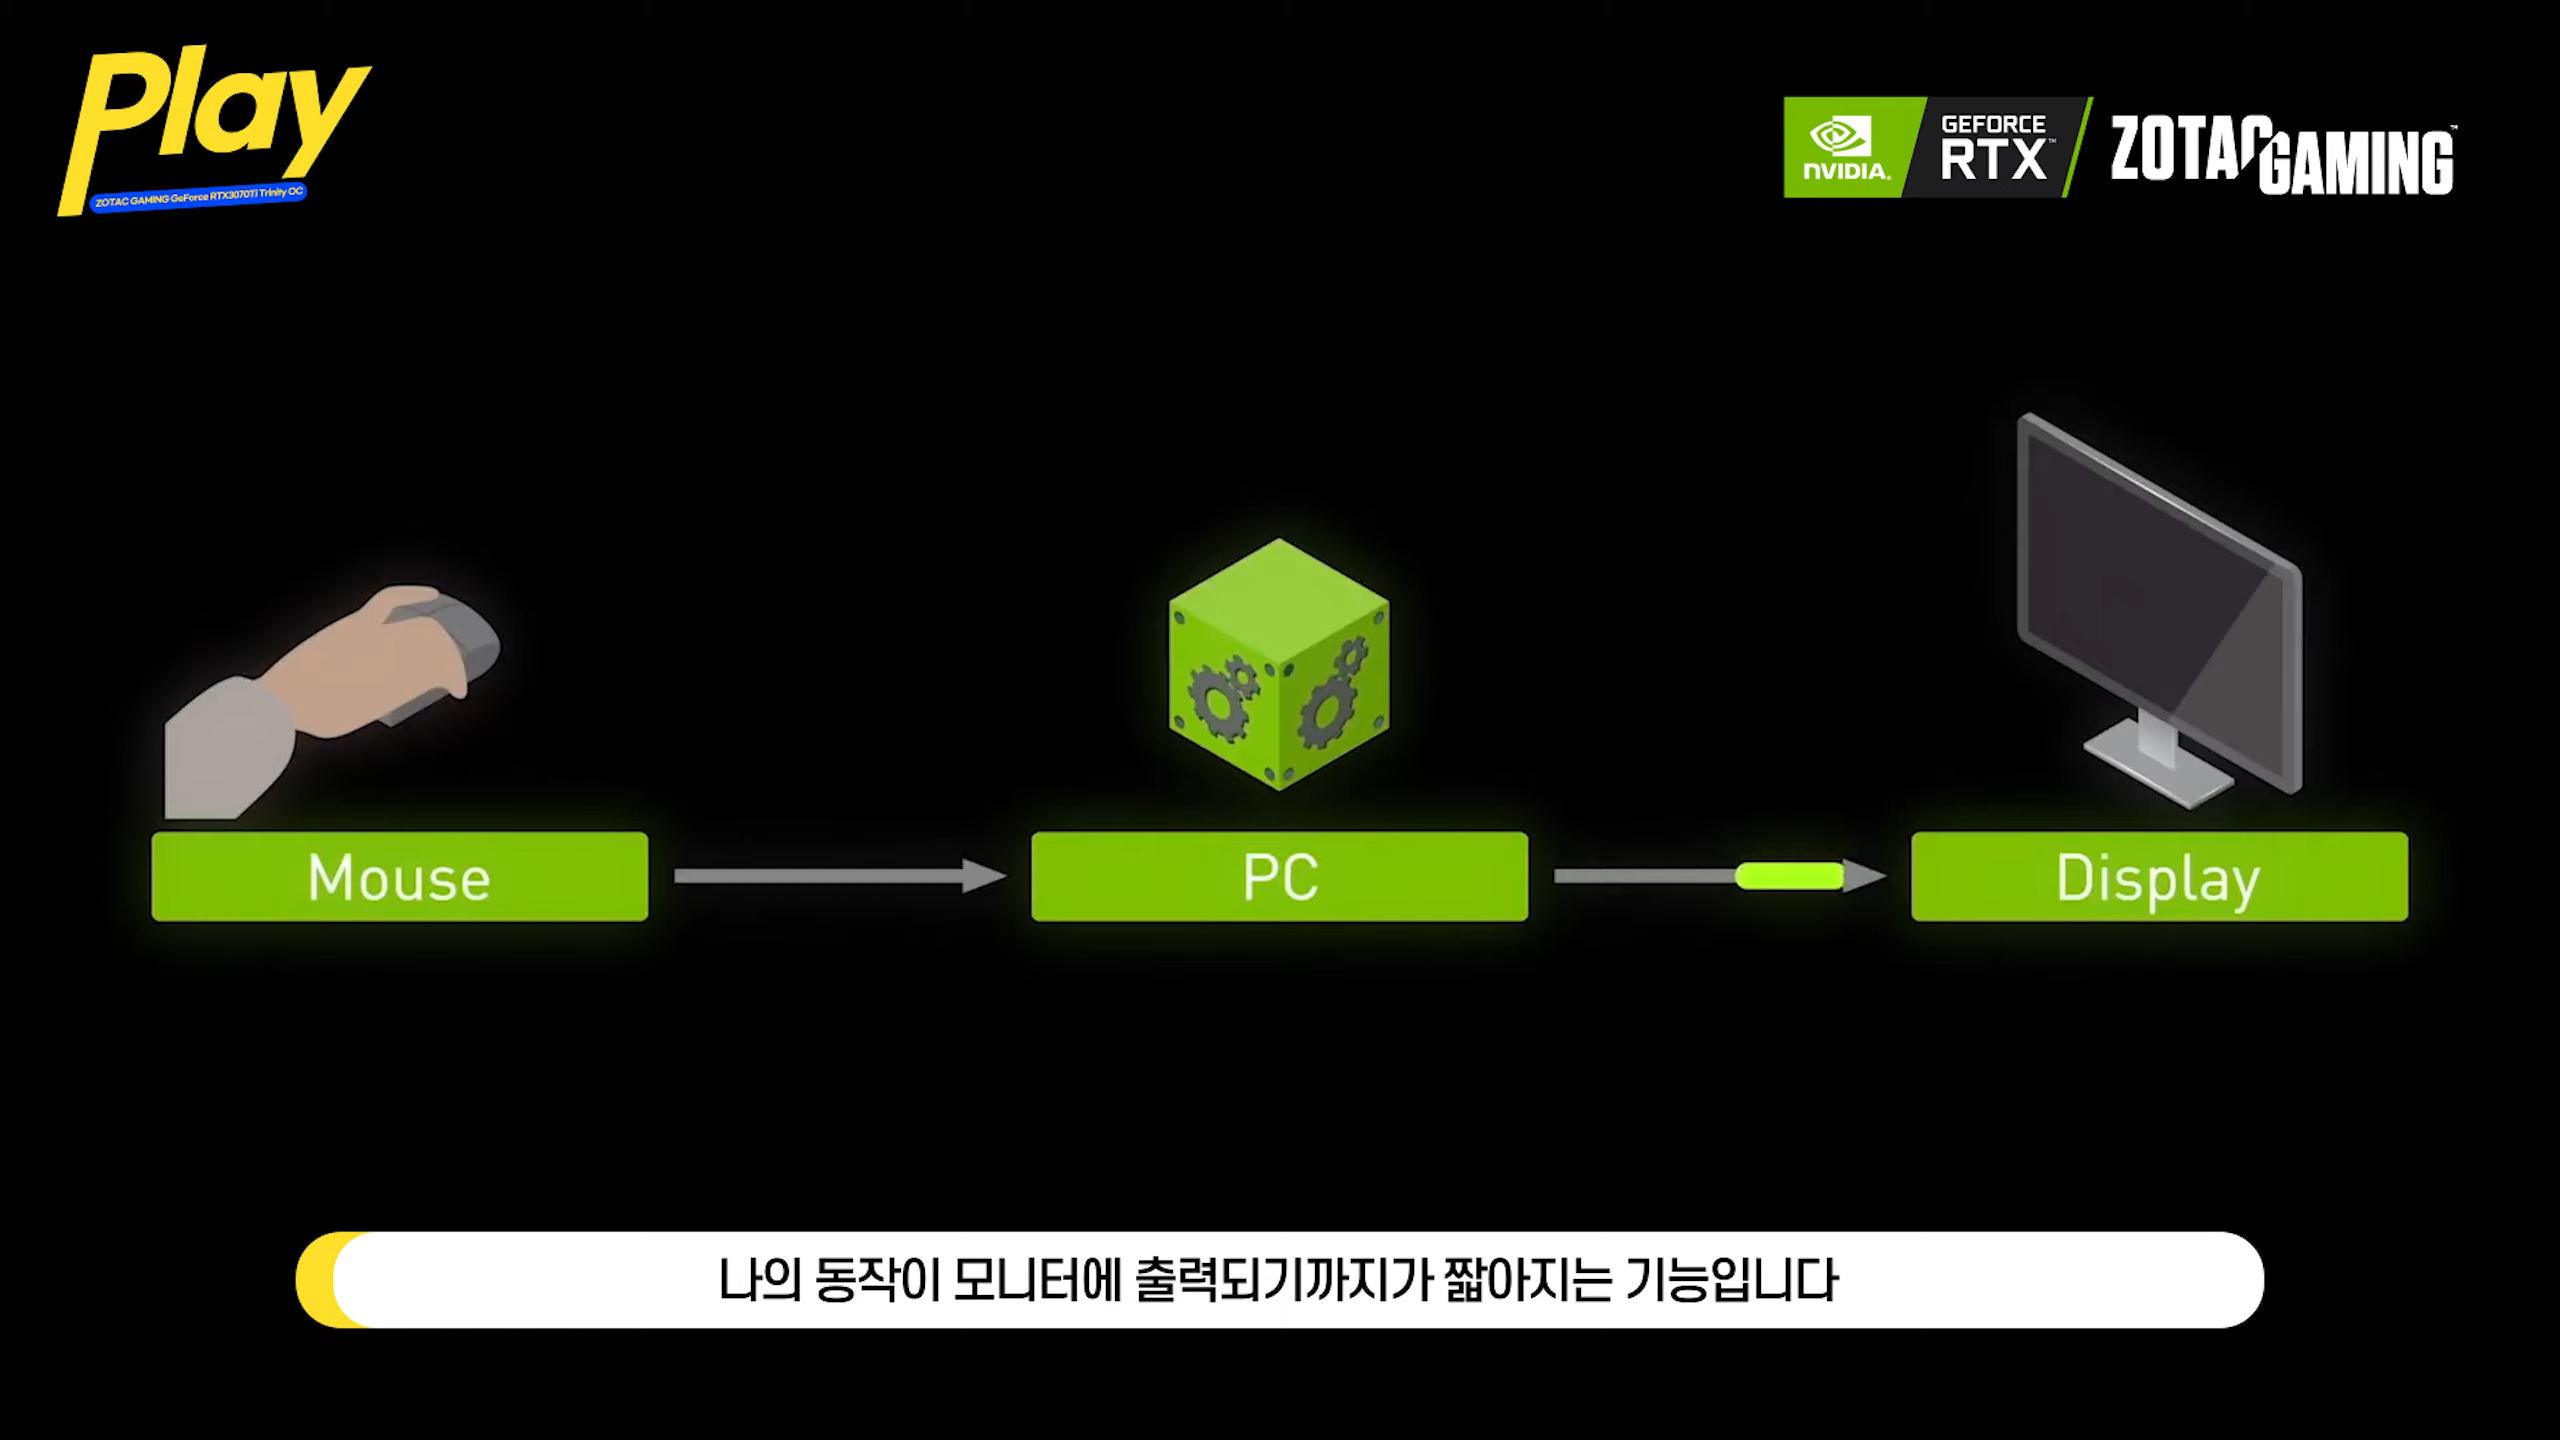 Play
ZOTAC GAMING GeForce RTX3070Ti Trinity OC
NVIDIA.
GEFORCE
RTX™
ZOTAC GAMING™
Mouse
PC
Display
나의 동작이 모니터에 출력되기까지가 짧아지는 기능입니다